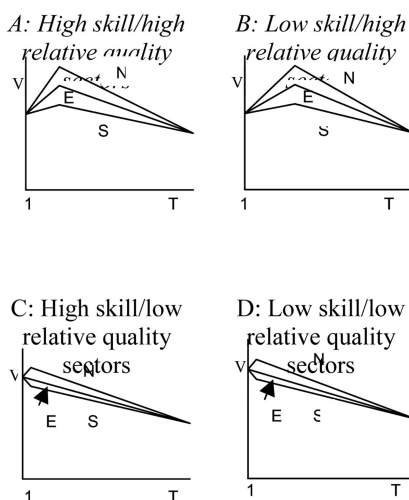 A: High skill/high
relative quality
sectors
V
N
E
S
1 T
B: Low skill/high
relative quality
V
N
E
S
1 T
C: High skill/low
relative quality
sectors
V
N
E S
1 T
D: Low skill/low
relative quality
sectors
V
N
E S
1 T